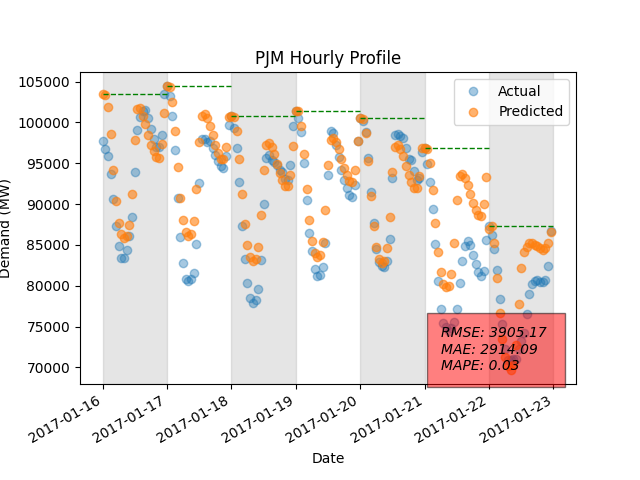 PJM Hourly Profile
Actual
Predicted
105000
100000
95000
90000
85000
80000
75000
70000
Demand (MW)
RMSE: 3905.17
MAE: 2914.09
MAPE: 0.03
2017-01-16
2017-01-17
2017-01-18
2017-01-19
2017-01-20
2017-01-21
2017-01-22
2017-01-23
Date